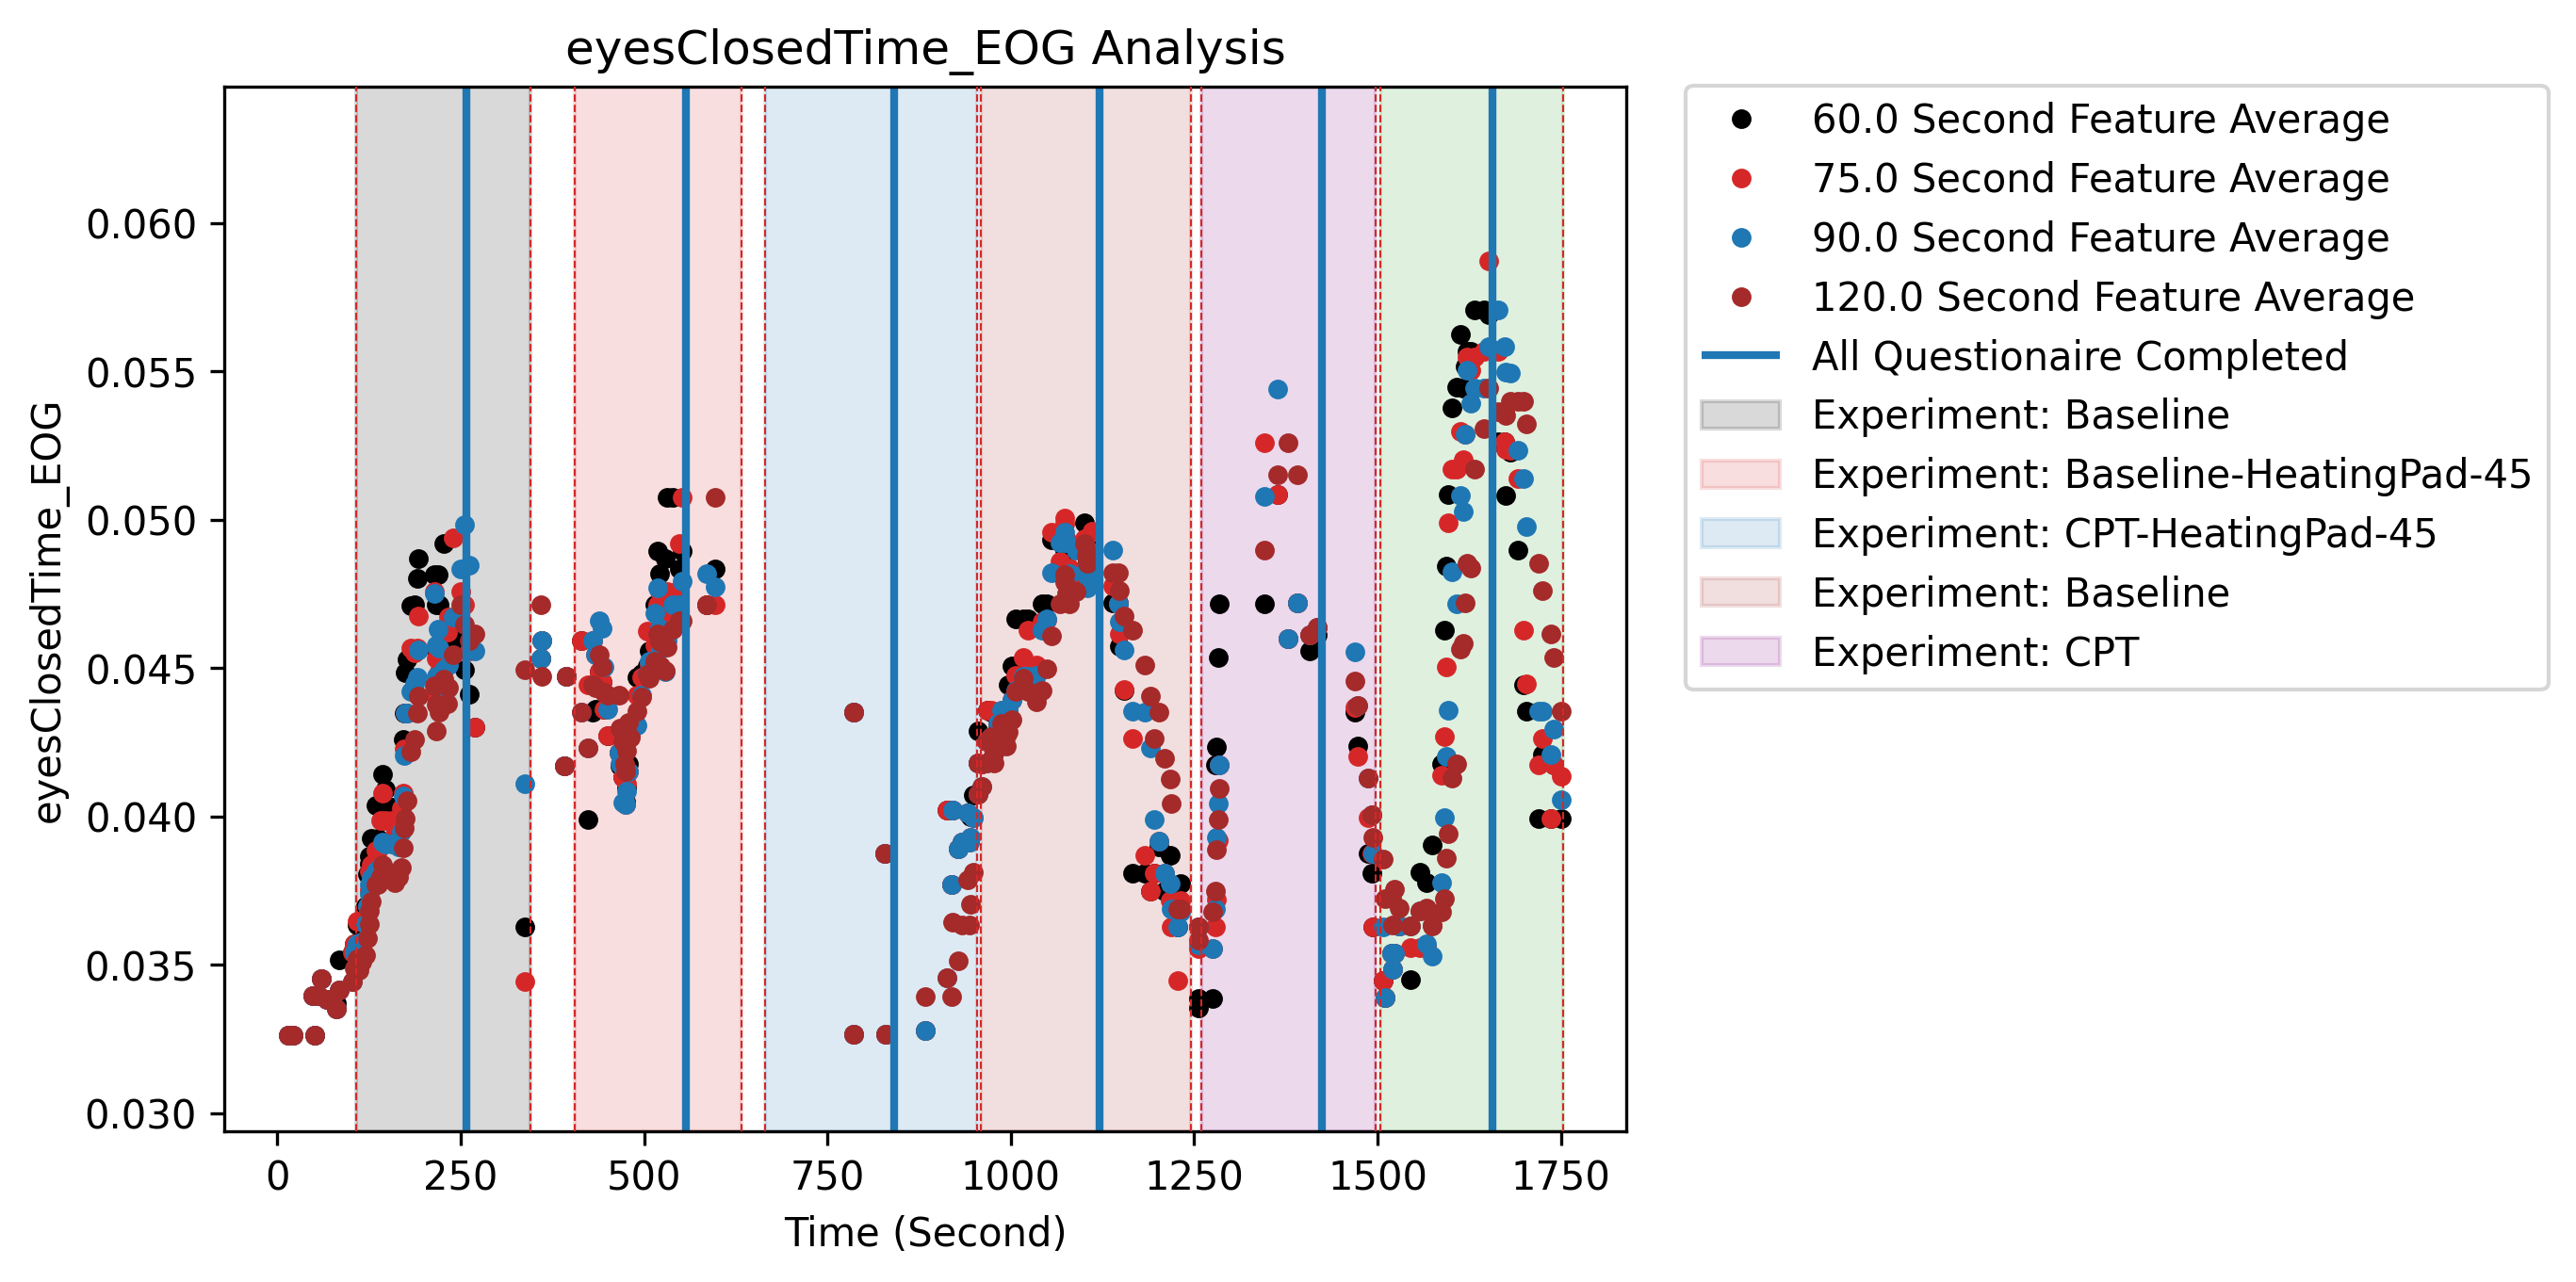 eyesClosedTime_EOG Analysis
eyesClosedTime_EOG
0.060
0.055
0.050
0.045
0.040
0.035
0.030
0 250 500 750 1000 1250 1500 1750
Time (Second)
60.0 Second Feature Average
75.0 Second Feature Average
90.0 Second Feature Average
120.0 Second Feature Average
All Questionaire Completed
Experiment: Baseline
Experiment: Baseline-HeatingPad-45
Experiment: CPT-HeatingPad-45
Experiment: Baseline
Experiment: CPT